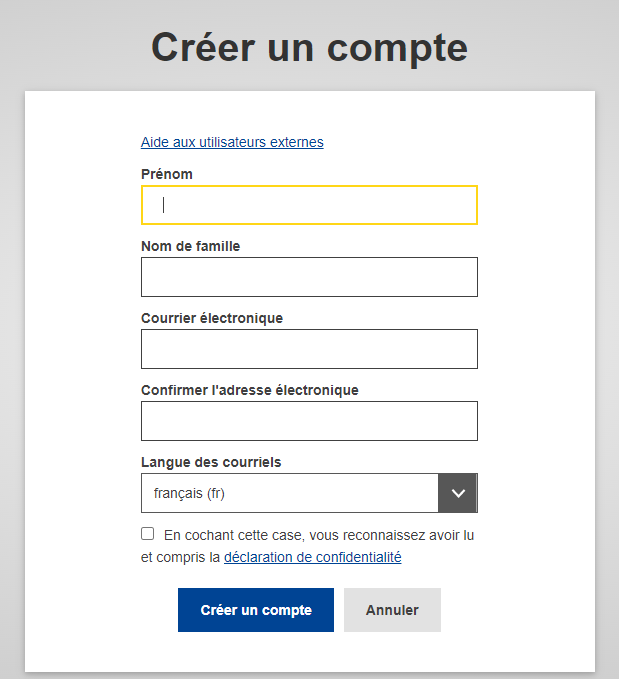 Créer un compte
Aide aux utilisateurs externes
Prénom
Nom de famille
Courrier électronique
Confirmer l'adresse électronique
Langue des courriels
français (fr)
En cochant cette case, vous reconnaissez avoir lu
et compris la déclaration de confidentialité
Créer un compte Annuler